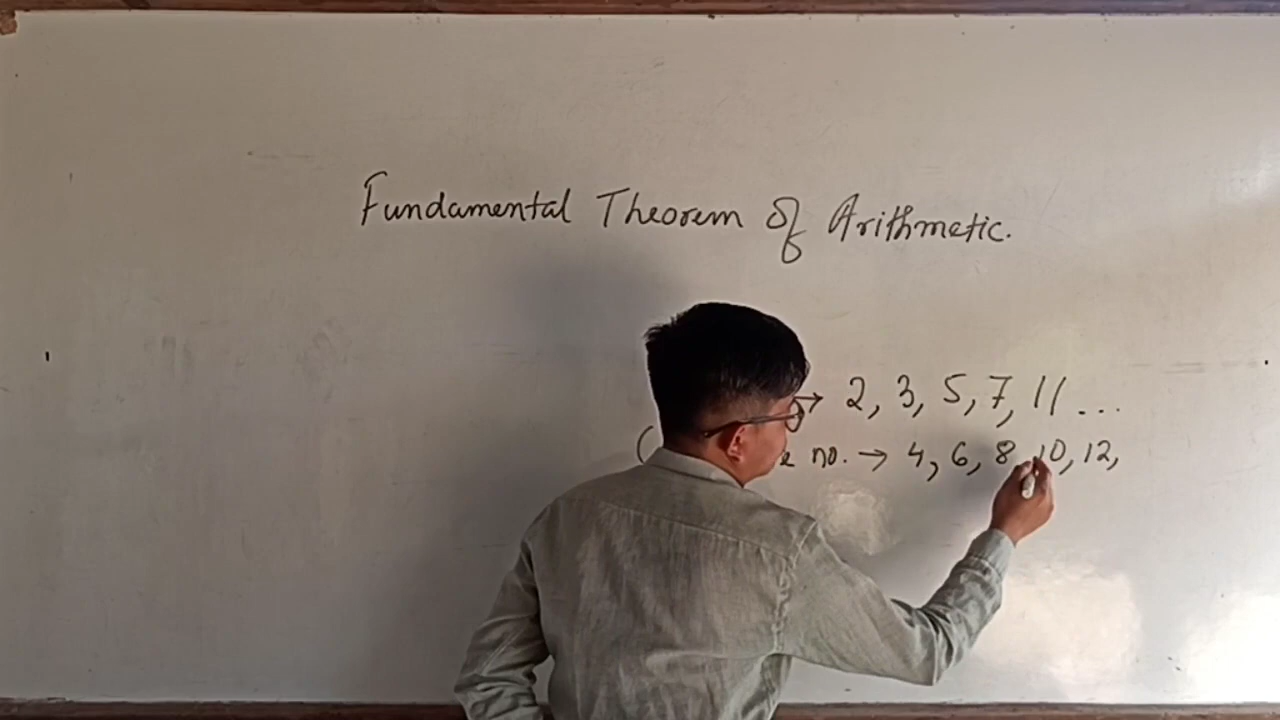 Fundamental Theorem of Arithmetic.
→ 2, 3, 5, 7, 11 ...
no. → 4, 6, 8, 10, 12,